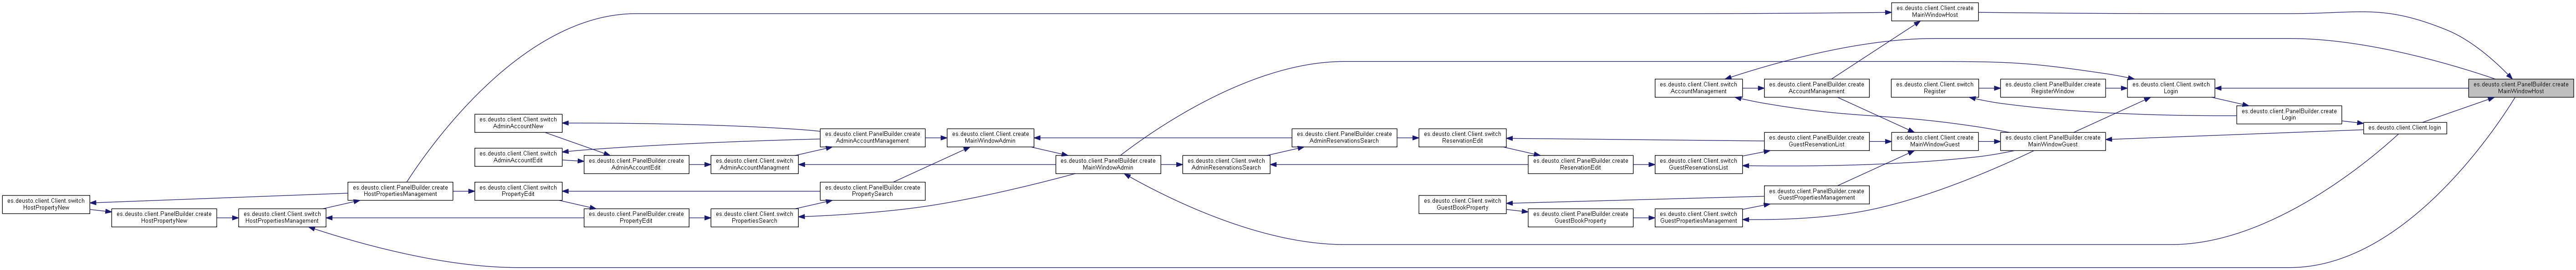 es.deusto.client.Client.create
MainWindowHost
es.deusto.client.Client.switch
AccountManagement
es.deusto.client.PanelBuilder.create
AccountManagement
es.deusto.client.Client.switch
Register
es.deusto.client.PanelBuilder.create
RegisterWindow
es.deusto.client.Client.switch
Login
es.deusto.client.PanelBuilder.create
MainWindowHost
es.deusto.client.PanelBuilder.create
Login
es.deusto.client.Client.login
es.deusto.client.Client.switch
AdminAccountNew
es.deusto.client.PanelBuilder.create
AdminAccountManagement
es.deusto.client.Client.create
MainWindowAdmin
es.deusto.client.PanelBuilder.create
AdminReservationsSearch
es.deusto.client.Client.switch
ReservationEdit
es.deusto.client.PanelBuilder.create
GuestReservationList
es.deusto.client.Client.create
MainWindowGuest
es.deusto.client.PanelBuilder.create
MainWindowGuest
es.deusto.client.Client.switch
AdminAccountEdit
es.deusto.client.PanelBuilder.create
AdminAccountEdit
es.deusto.client.Client.switch
AdminAccountManagment
es.deusto.client.PanelBuilder.create
MainWindowAdmin
es.deusto.client.Client.switch
AdminReservationsSearch
es.deusto.client.PanelBuilder.create
ReservationEdit
es.deusto.client.Client.switch
GuestReservationsList
es.deusto.client.PanelBuilder.create
HostPropertiesManagement
es.deusto.client.Client.switch
PropertyEdit
es.deusto.client.PanelBuilder.create
PropertySearch
es.deusto.client.PanelBuilder.create
GuestPropertiesManagement
es.deusto.client.Client.switch
HostPropertyNew
es.deusto.client.Client.switch
GuestBookProperty
es.deusto.client.PanelBuilder.create
HostPropertyNew
es.deusto.client.Client.switch
HostPropertiesManagement
es.deusto.client.PanelBuilder.create
PropertyEdit
es.deusto.client.Client.switch
PropertiesSearch
es.deusto.client.PanelBuilder.create
GuestBookProperty
es.deusto.client.Client.switch
GuestPropertiesManagement